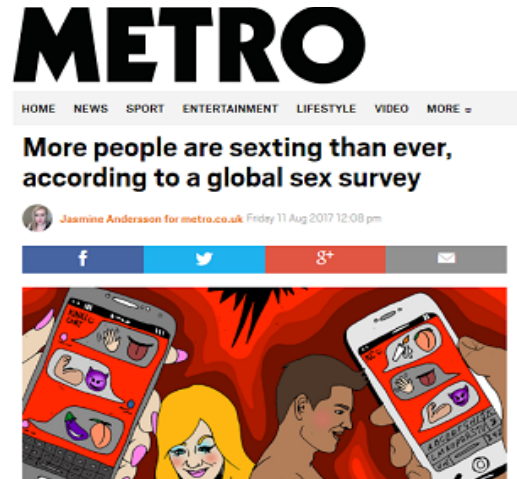 METRO
HOME NEWS SPORT ENTERTAINMENT LIFESTYLE VIDEO MORE
More people are sexting than ever,
according to a global sex survey
Jasmine Andersson for metro.co.uk Friday 11 Aug 2017 12:08 pm
f g+